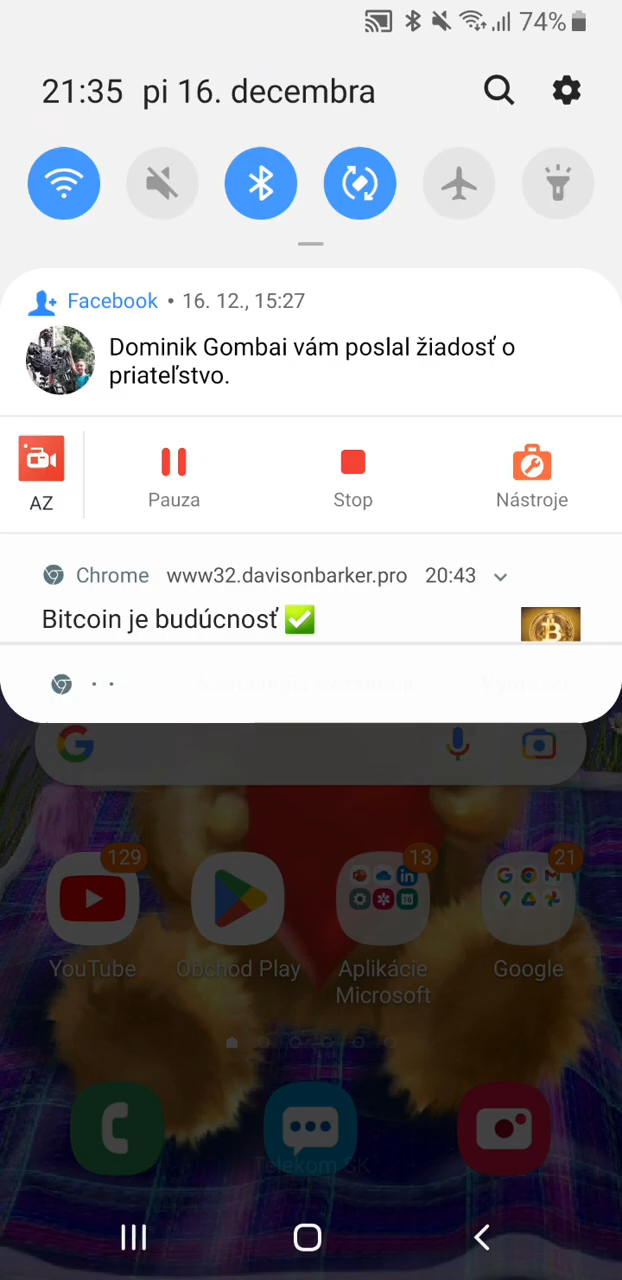 74%
21:35 pi 16. decembra
Facebook • 16. 12., 15:27
Dominik Gombai vám poslal žiadosť o
priateľstvo.
AZ
Pauza
Stop
Nástroje
Chrome www32.davisonbarker.pro 20:43
Bitcoin je budúcnosť ✅
129
13
21
YouTube
Obchod Play
Aplikácie
Microsoft
Google
Telekom SK